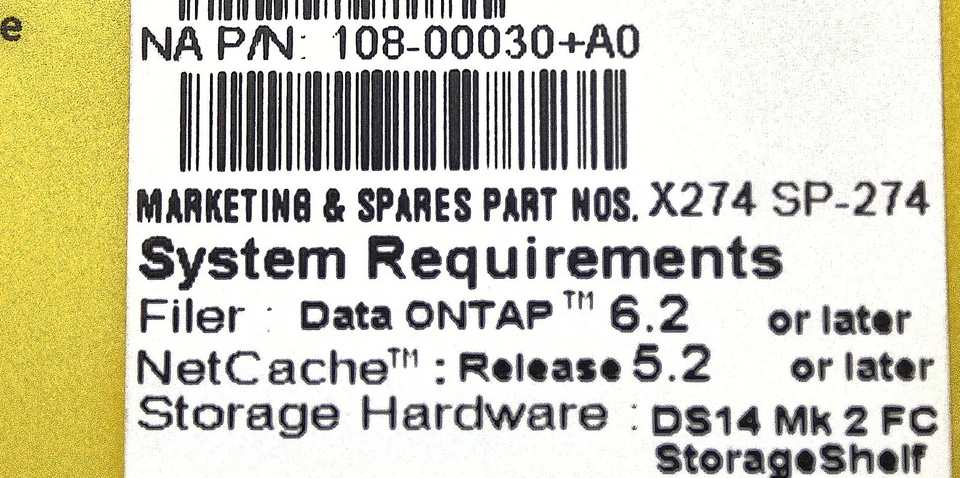 e
NA P/N: 108-00030+A0
MARKETING & SPARES PART NOS. X274 SP-274
System Requirements
Filer : Data ONTAP™ 6.2 or later
NetCache™ : Release 5.2 or later
Storage Hardware : DS14 Mk 2 FC
StorageShelf